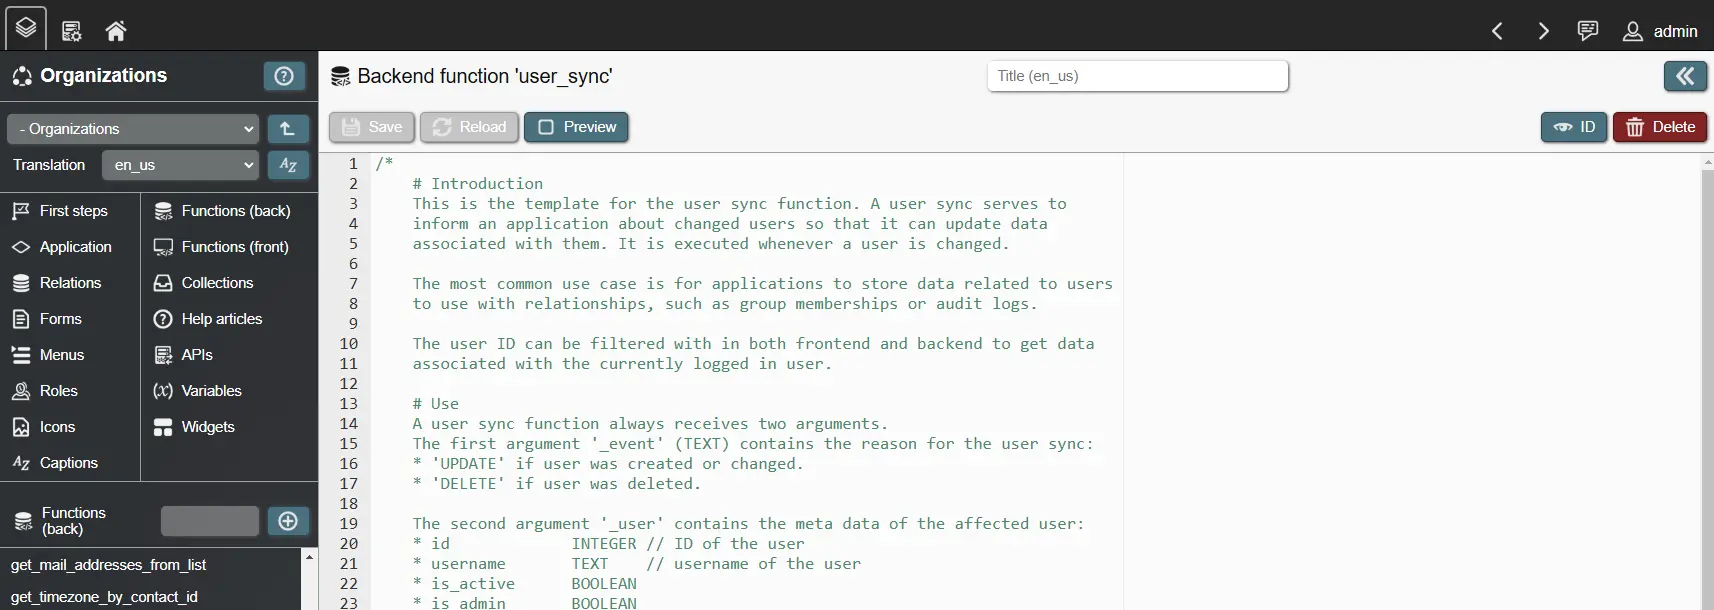 admin
Organizations
- Organizations
Translation en_us AZ
First steps Functions (back)
Application Functions (front)
Relations Collections
Forms Help articles
Menus APIs
Roles (x) Variables
Icons Widgets
AZ Captions
Functions
(back)
get_mail_addresses_from_list
get_timezone_by_contact_id
Backend function 'user_sync'
Title (en_us)
Save Reload Preview ID Delete
1 /*
2 # Introduction
3 This is the template for the user sync function. A user sync serves to
4 inform an application about changed users so that it can update data
5 associated with them. It is executed whenever a user is changed.
6
7 The most common use case is for applications to store data related to users
8 to use with relationships, such as group memberships or audit logs.
9
10 The user ID can be filtered with in both frontend and backend to get data
11 associated with the currently logged in user.
12
13 # Use
14 A user sync function always receives two arguments.
15 The first argument '_event' (TEXT) contains the reason for the user sync:
16 * 'UPDATE' if user was created or changed.
17 * 'DELETE' if user was deleted.
18
19 The second argument '_user' contains the meta data of the affected user:
20 * id INTEGER // ID of the user
21 * username TEXT // username of the user
22 * is_active BOOLEAN
23 * is_admin BOOLEAN